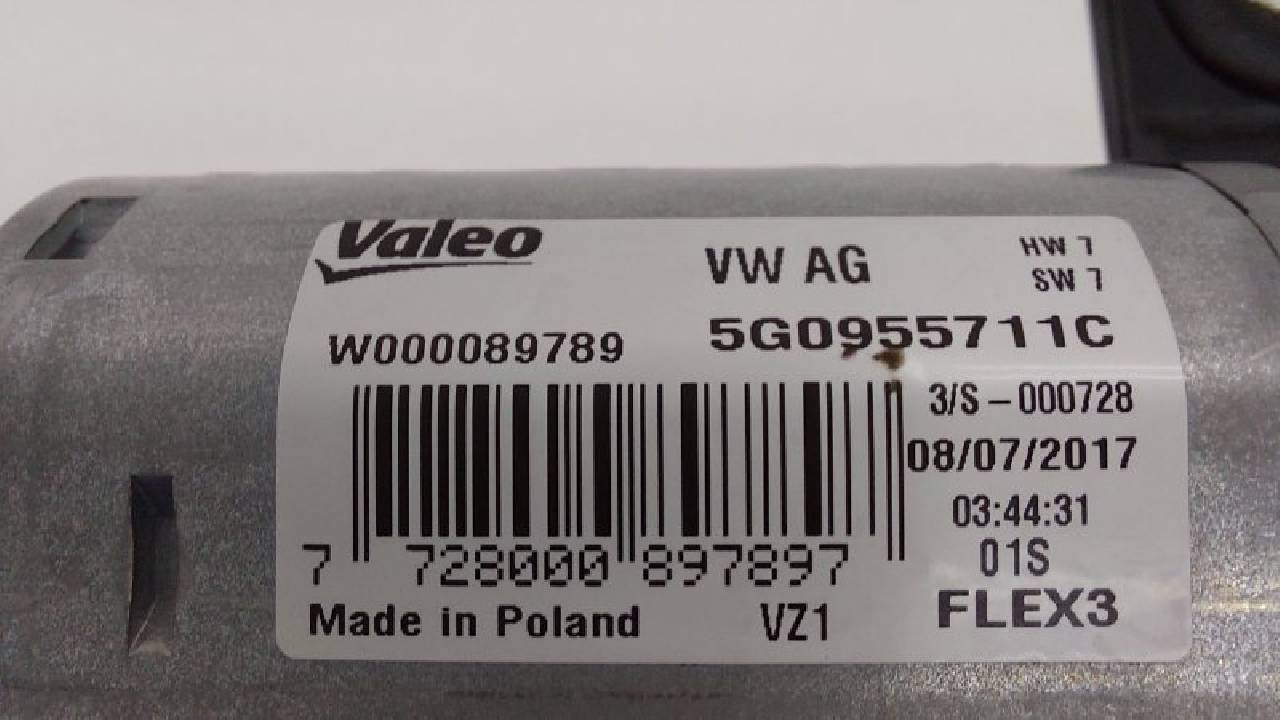 Valeo
VW AG
HW 7
SW 7
W000089789
5G0955711C
3/S-000728
08/07/2017
03:44:31
01S
7 728000 897897
Made in Poland
VZ1
FLEX3